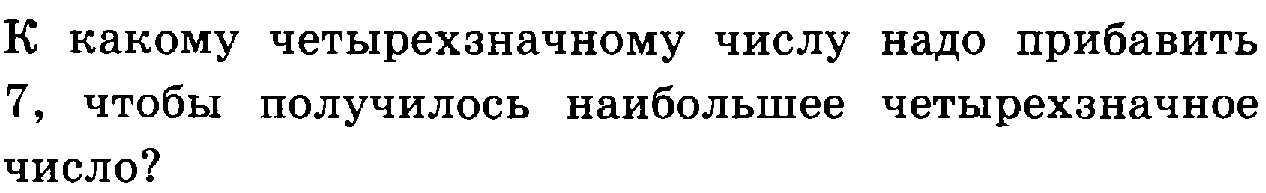 К какому четырехзначному числу надо прибавить
7, чтобы получилось наибольшее четырехзначное
число?